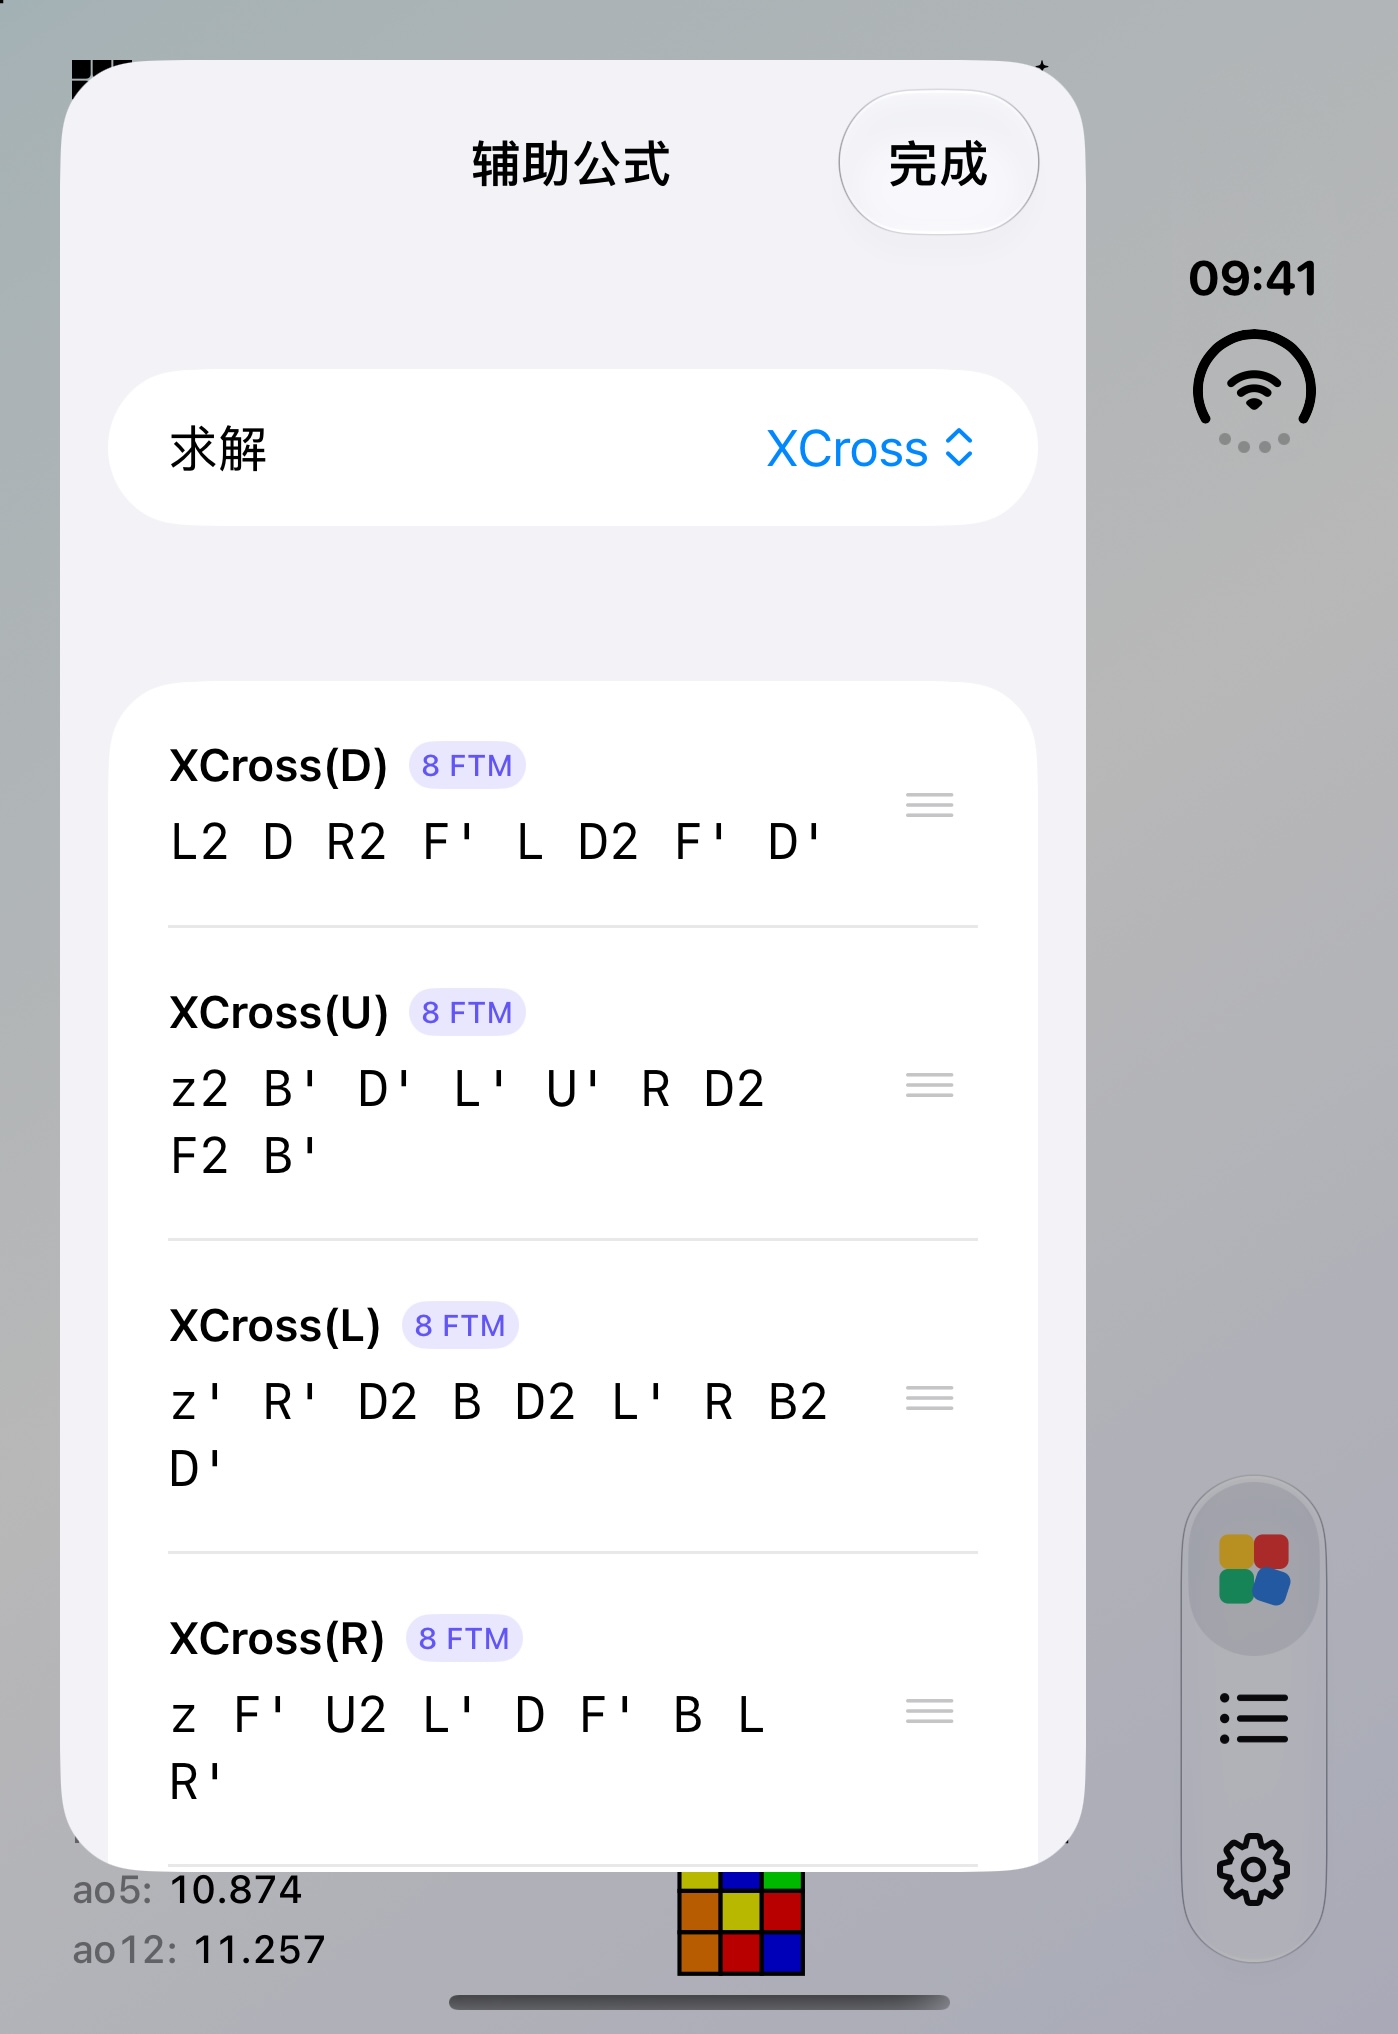 辅助公式
完成
09:41
求解
XCross
XCross(D) 8 FTM
L2 D R2 F' L D2 F' D'
XCross(U) 8 FTM
z2 B' D' L' U' R D2
F2 B'
XCross(L) 8 FTM
z' R' D2 B D2 L' R B2
D'
XCross(R) 8 FTM
z F' U2 L' D F' B L
R'
ao5: 10.874
ao12: 11.257